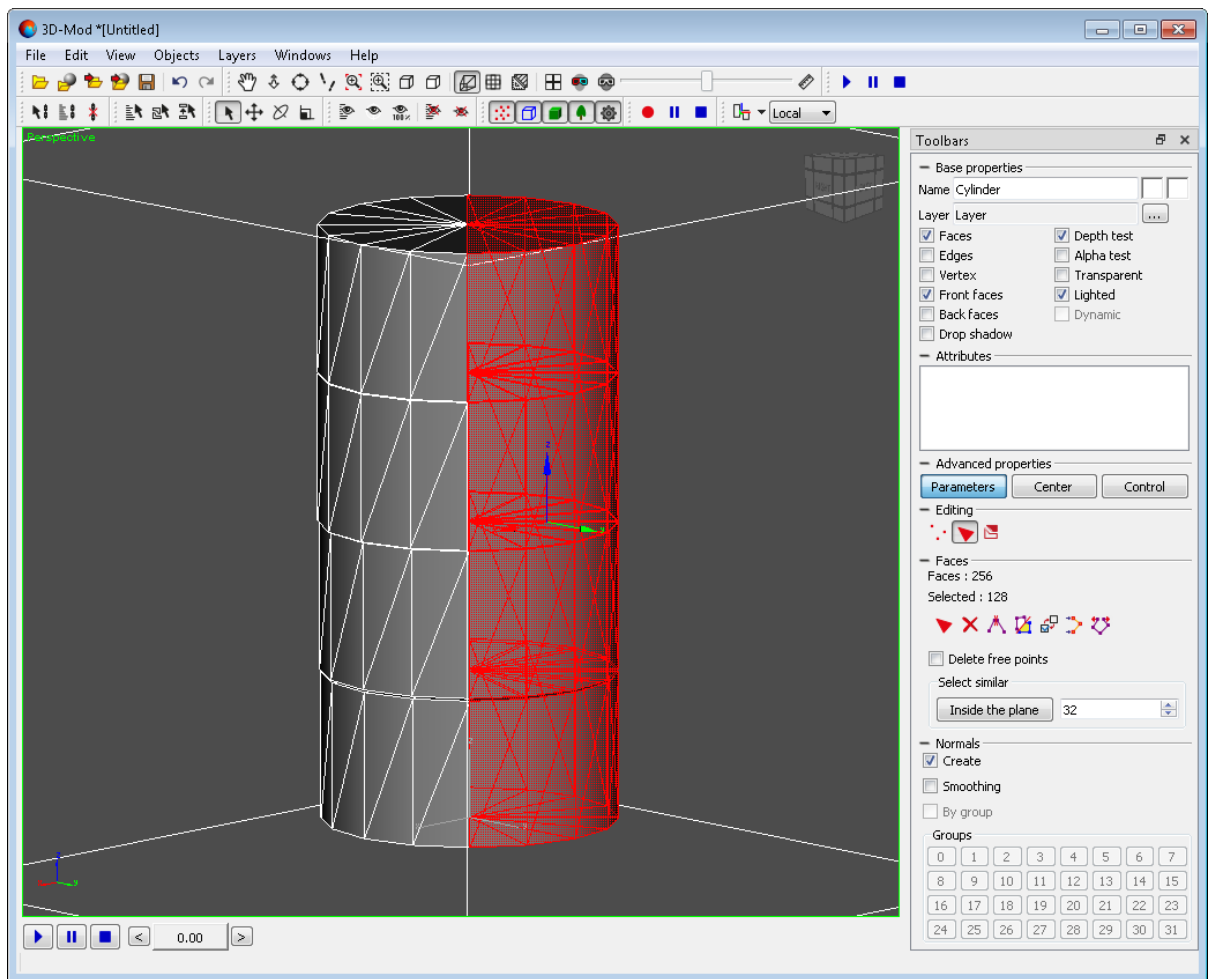 3D-Mod *[Untitled]
File Edit View Objects Layers Windows Help
100% Local
Perspective
Toolbars
Base properties
Name Cylinder
Layer Layer ...
Faces Depth test
Edges Alpha test
Vertex Transparent
Front faces Lighted
Back faces Dynamic
Drop shadow
Attributes
Advanced properties
Parameters Center Control
Editing
Faces
Faces : 256
Selected : 128
Delete free points
Select similar
Inside the plane 32
Normals
Create
Smoothing
By group
Groups
0 1 2 3 4 5 6 7
8 9 10 11 12 13 14 15
16 17 18 19 20 21 22 23
24 25 26 27 28 29 30 31
z
y
z
y
< 0.00 >